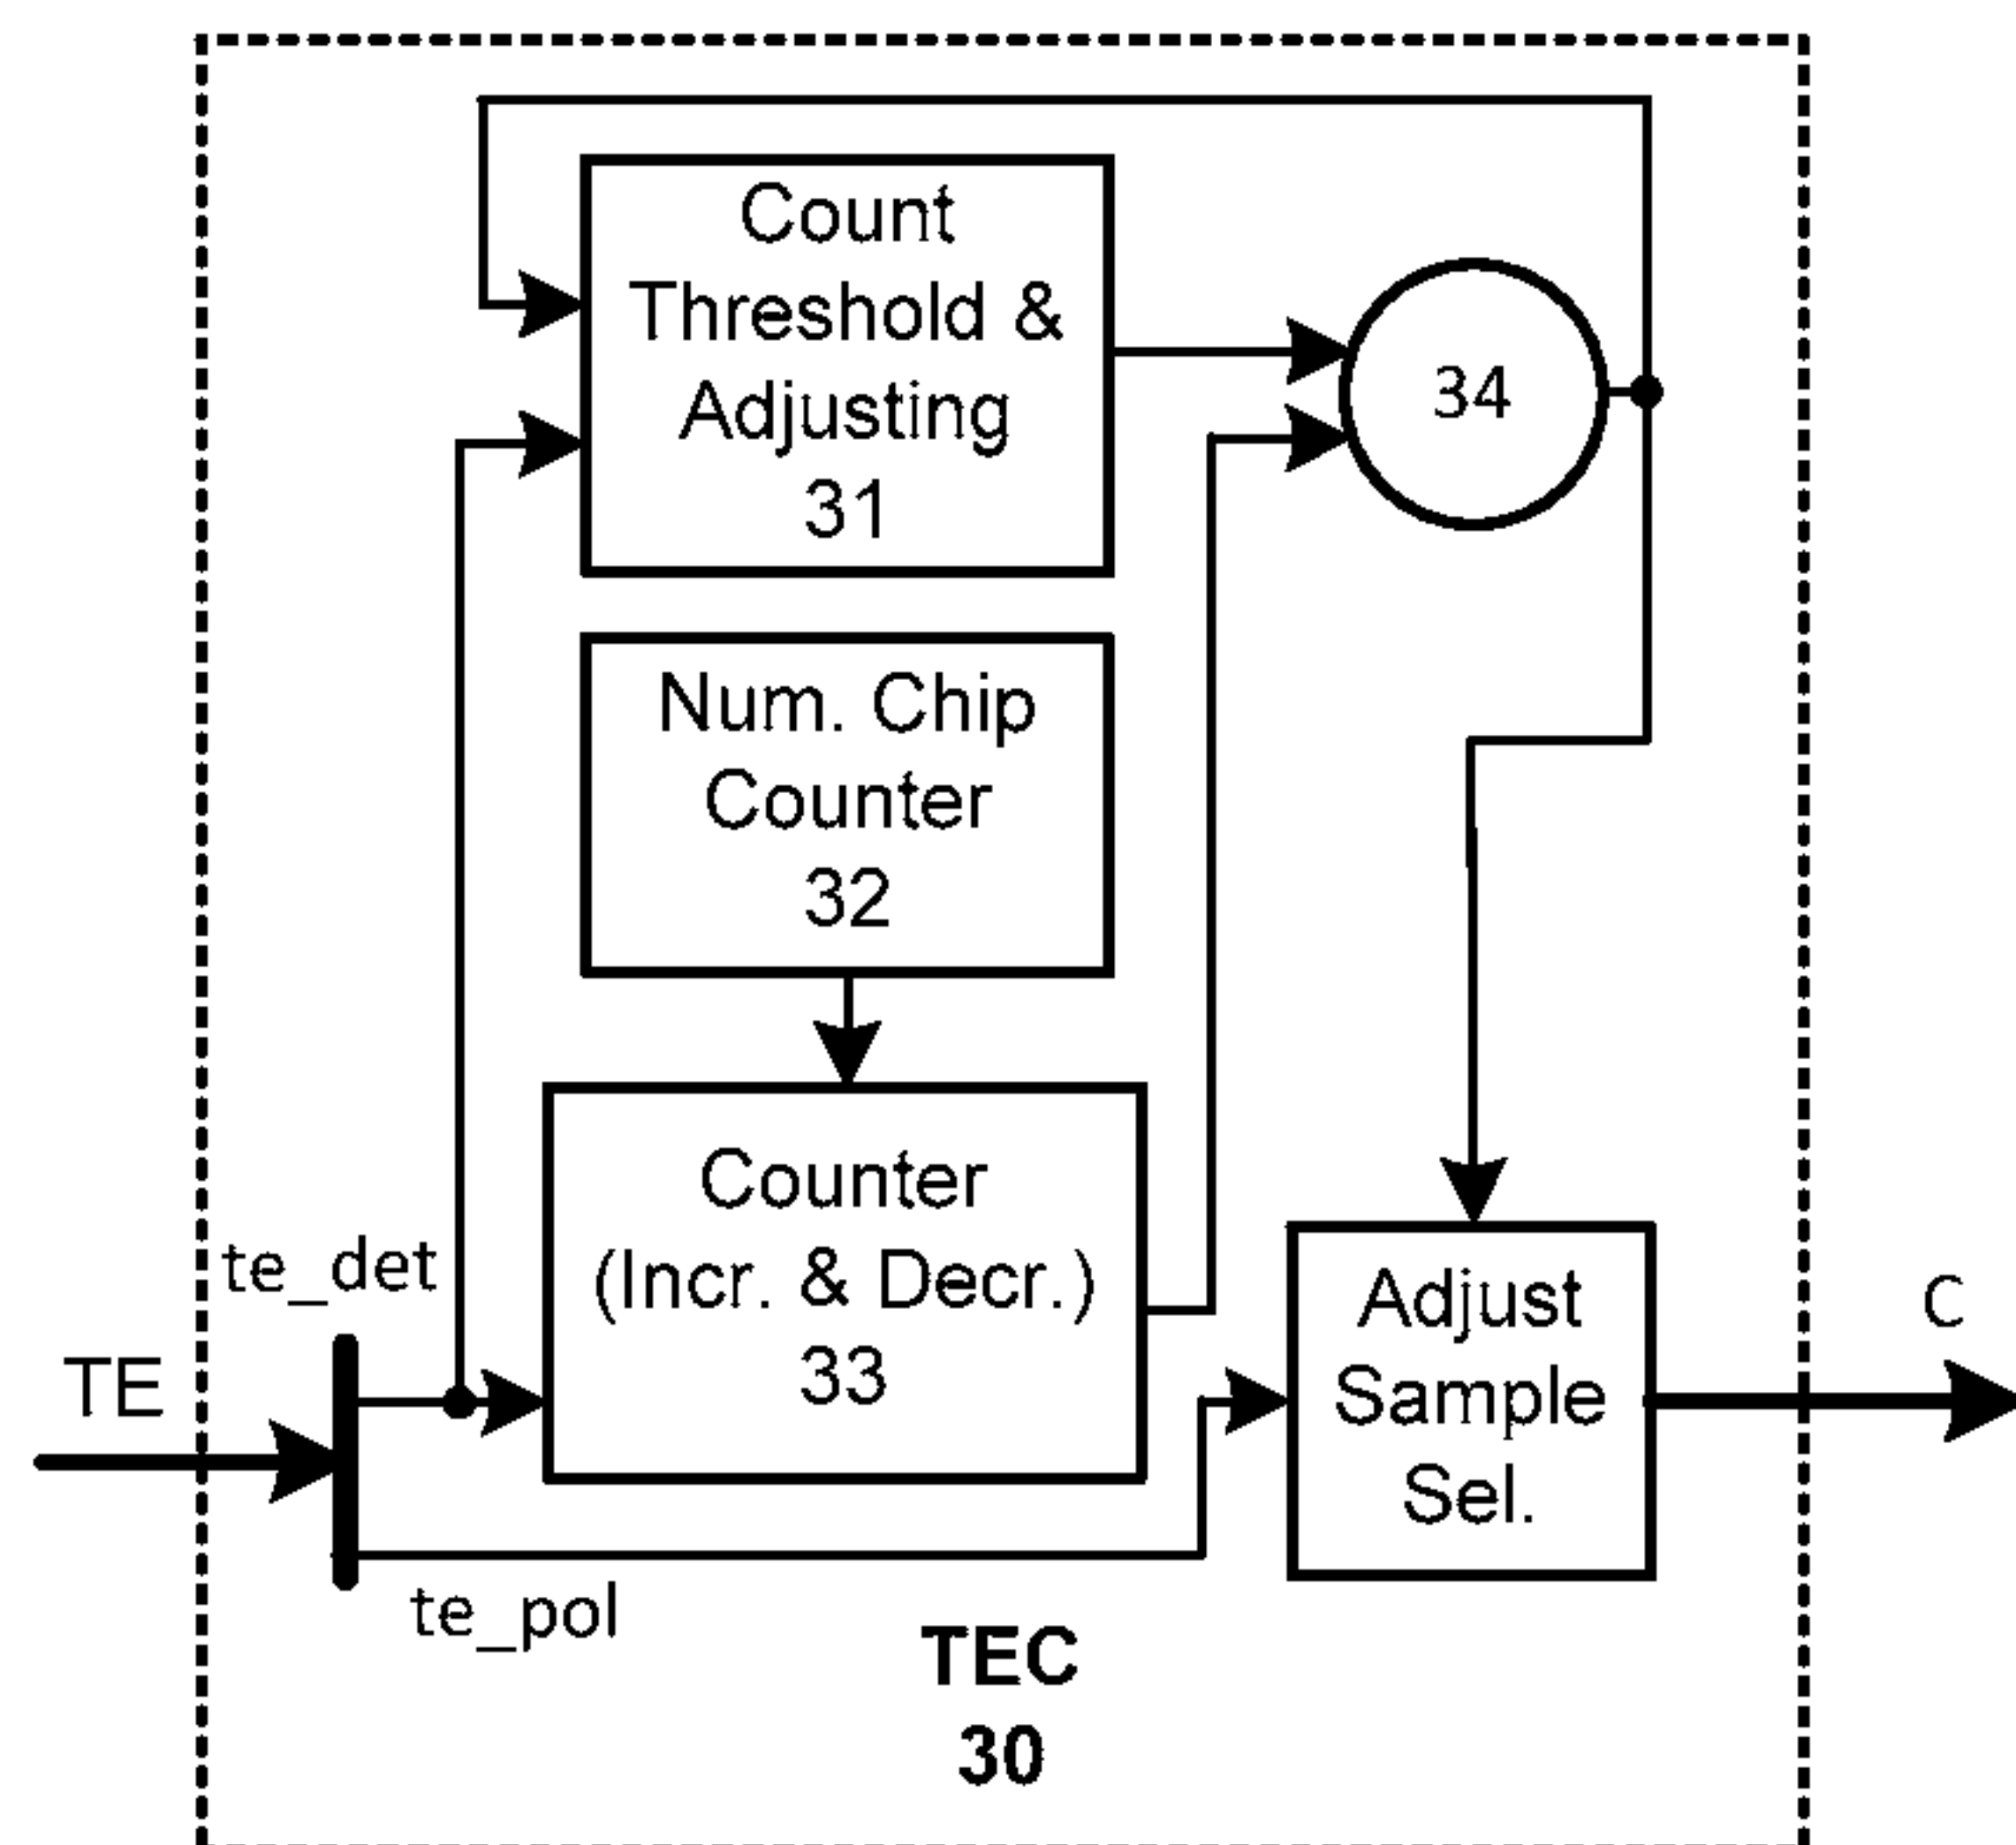 Count
Threshold &
Adjusting
31
34
Num. Chip
Counter
32
Counter
(Incr. & Decr.)
33
te_det
TE
te_pol
Adjust
Sample
Sel.
C
TEC
30